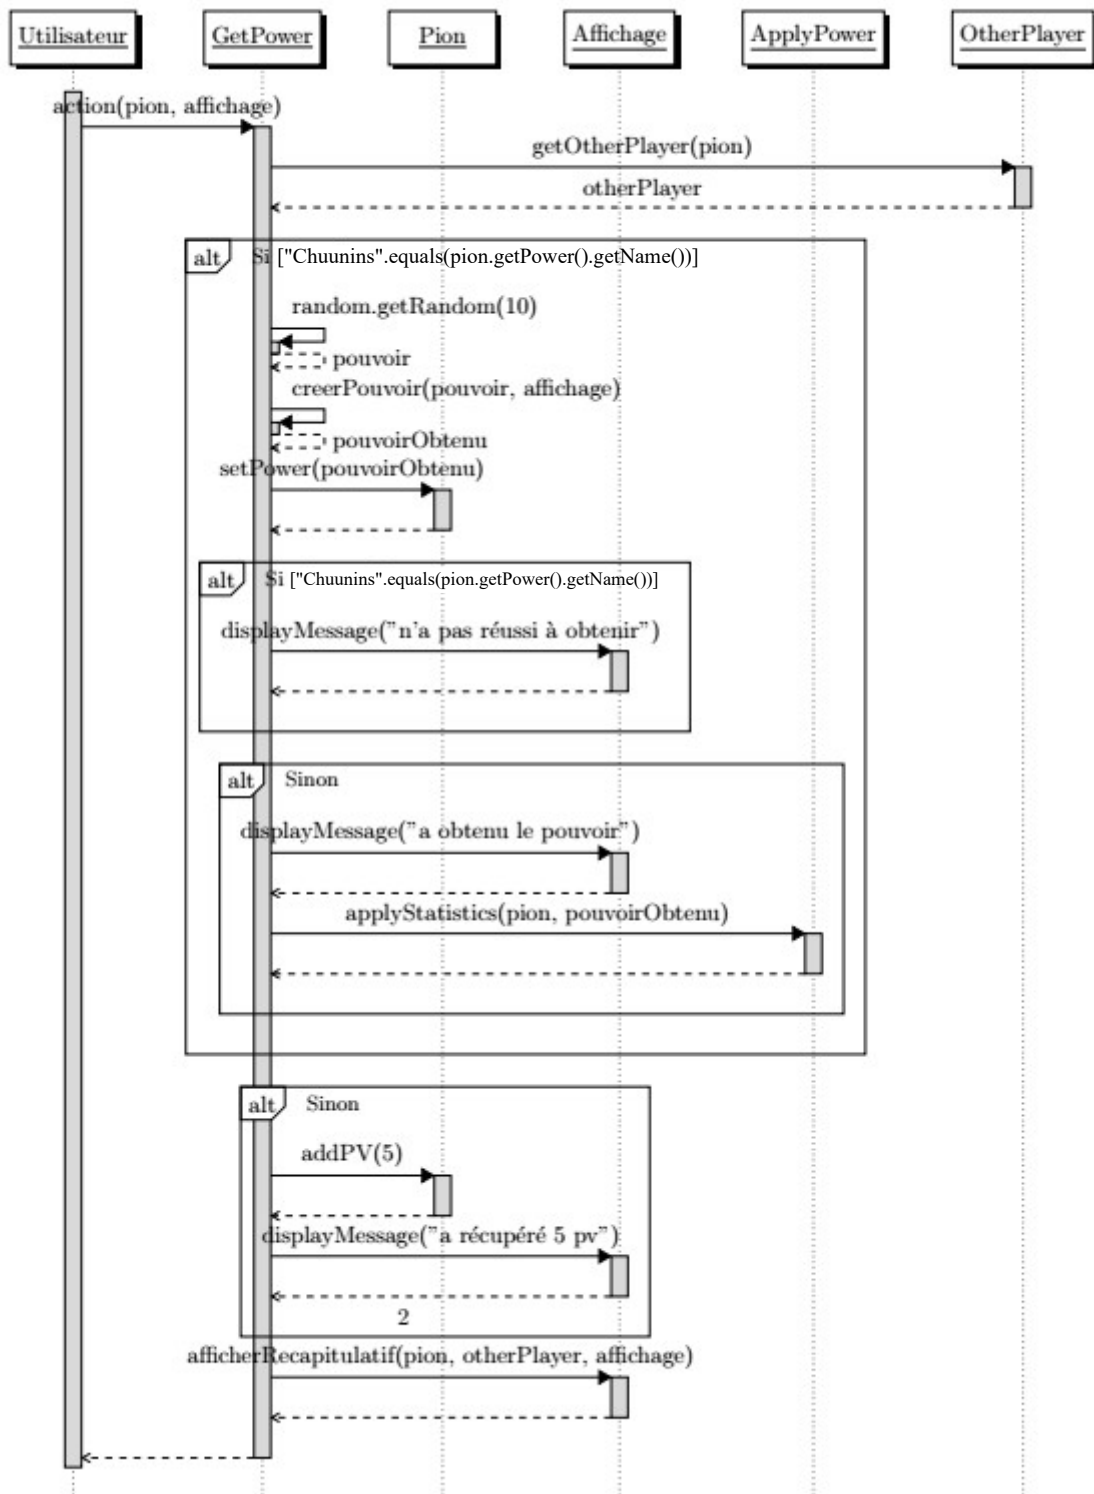 Utilisateur GetPower Pion Affichage ApplyPower OtherPlayer
action(pion, affichage)
getOtherPlayer(pion)
otherPlayer
alt Si ["Chuunins".equals(pion.getPower().getName())]
random.getRandom(10)
pouvoir
creerPouvoir(pouvoir, affichage)
pouvoirObtenu
setPower(pouvoirObtenu)
alt Si ["Chuunins".equals(pion.getPower().getName())]
displayMessage("n'a pas réussi à obtenir")
alt Sinon
displayMessage("a obtenu le pouvoir")
applyStatistics(pion, pouvoirObtenu)
alt Sinon
addPV(5)
displayMessage("a récupéré 5 pv")
2
afficherRecapitulatif(pion, otherPlayer, affichage)